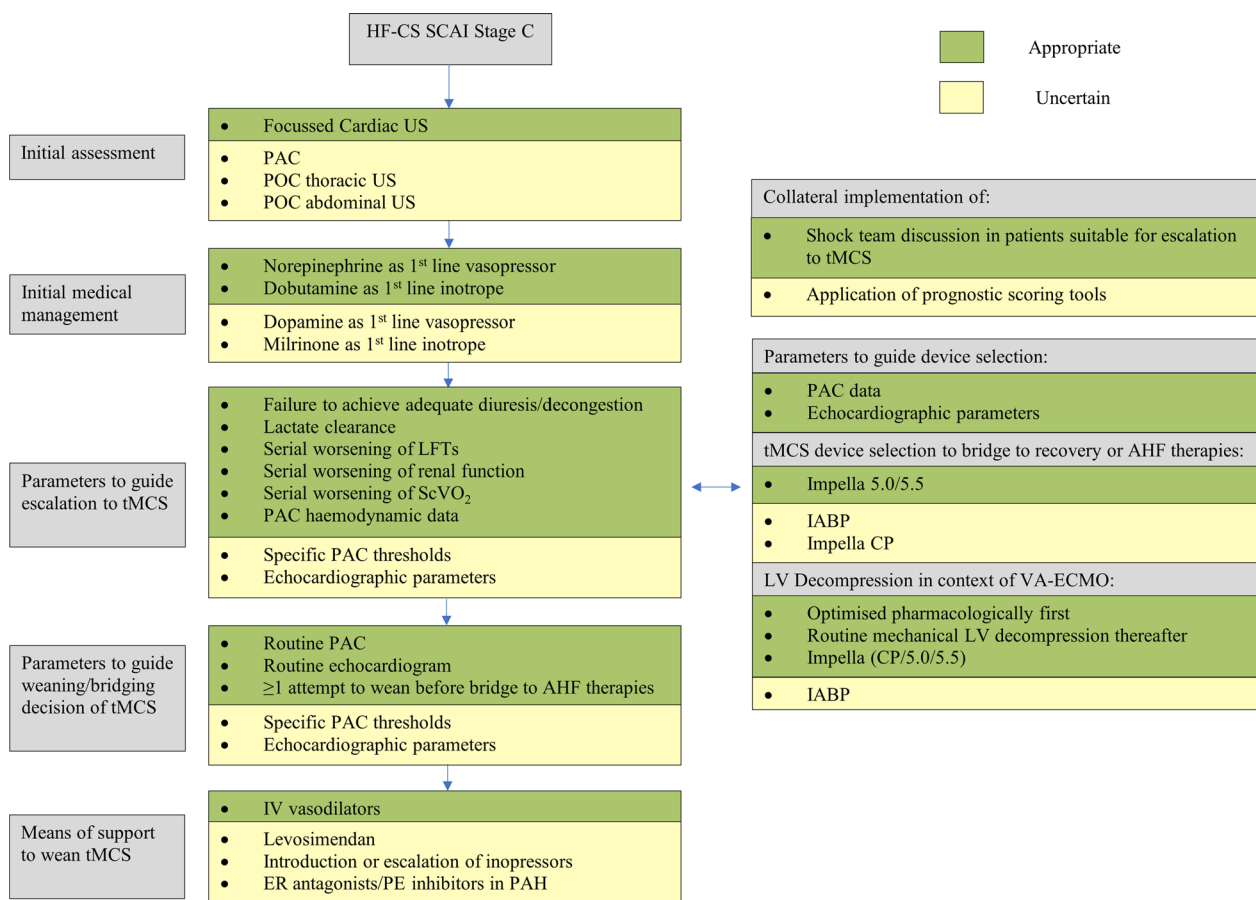 HF-CS SCAI Stage C
Appropriate
Uncertain
Initial assessment
• Focussed Cardiac US
• PAC
• POC thoracic US
• POC abdominal US
Initial medical
management
• Norepinephrine as 1st line vasopressor
• Dobutamine as 1st line inotrope
• Dopamine as 1st line vasopressor
• Milrinone as 1st line inotrope
Parameters to guide
escalation to tMCS
• Failure to achieve adequate diuresis/decongestion
• Lactate clearance
• Serial worsening of LFTs
• Serial worsening of renal function
• Serial worsening of ScVO₂
• PAC haemodynamic data
• Specific PAC thresholds
• Echocardiographic parameters
Parameters to guide
weaning/bridging
decision of tMCS
• Routine PAC
• Routine echocardiogram
• ≥1 attempt to wean before bridge to AHF therapies
• Specific PAC thresholds
• Echocardiographic parameters
Means of support
to wean tMCS
• IV vasodilators
• Levosimendan
• Introduction or escalation of inopressors
• ER antagonists/PE inhibitors in PAH
Collateral implementation of:
• Shock team discussion in patients suitable for escalation
to tMCS
• Application of prognostic scoring tools
Parameters to guide device selection:
• PAC data
• Echocardiographic parameters
tMCS device selection to bridge to recovery or AHF therapies:
• Impella 5.0/5.5
• IABP
• Impella CP
LV Decompression in context of VA-ECMO:
• Optimised pharmacologically first
• Routine mechanical LV decompression thereafter
• Impella (CP/5.0/5.5)
• IABP